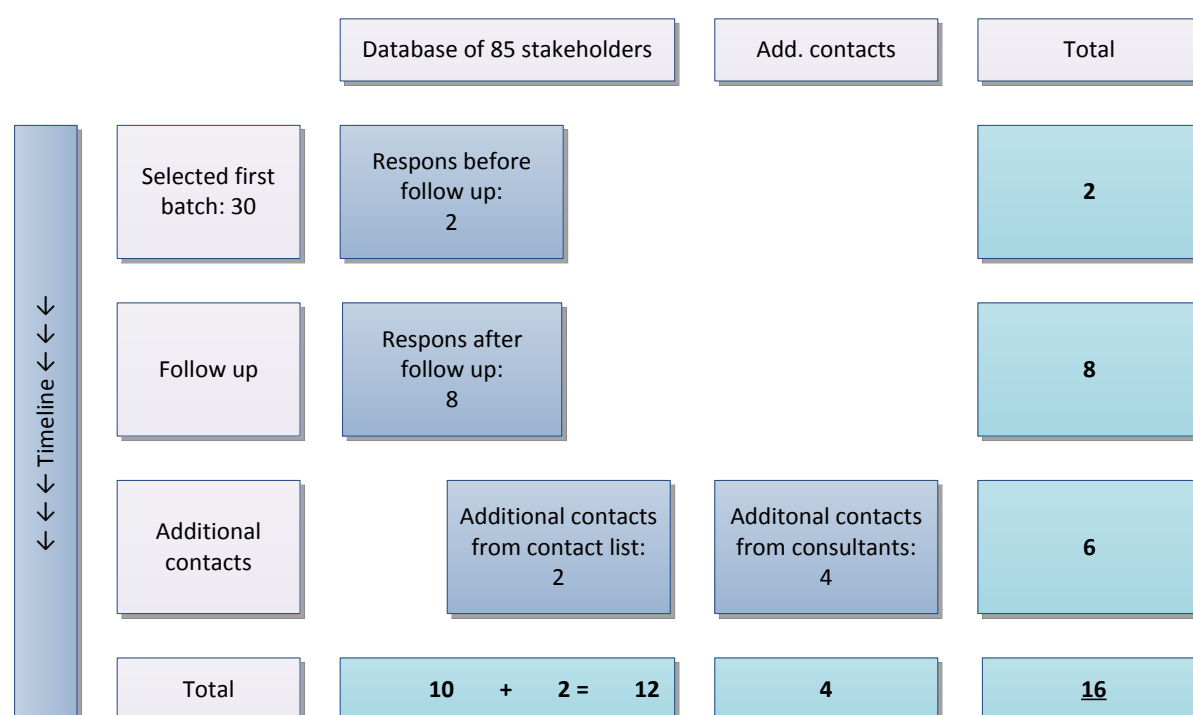 Database of 85 stakeholders
Add. contacts
Total
Selected first
batch: 30
Respons before
follow up:
2
2
Follow up
Respons after
follow up:
8
8
↓ ↓ ↓ Timeline ↓ ↓ ↓ ↓
Additional
contacts
Additional contacts
from contact list:
2
Additonal contacts
from consultants:
4
6
Total
10 + 2 = 12
4
16